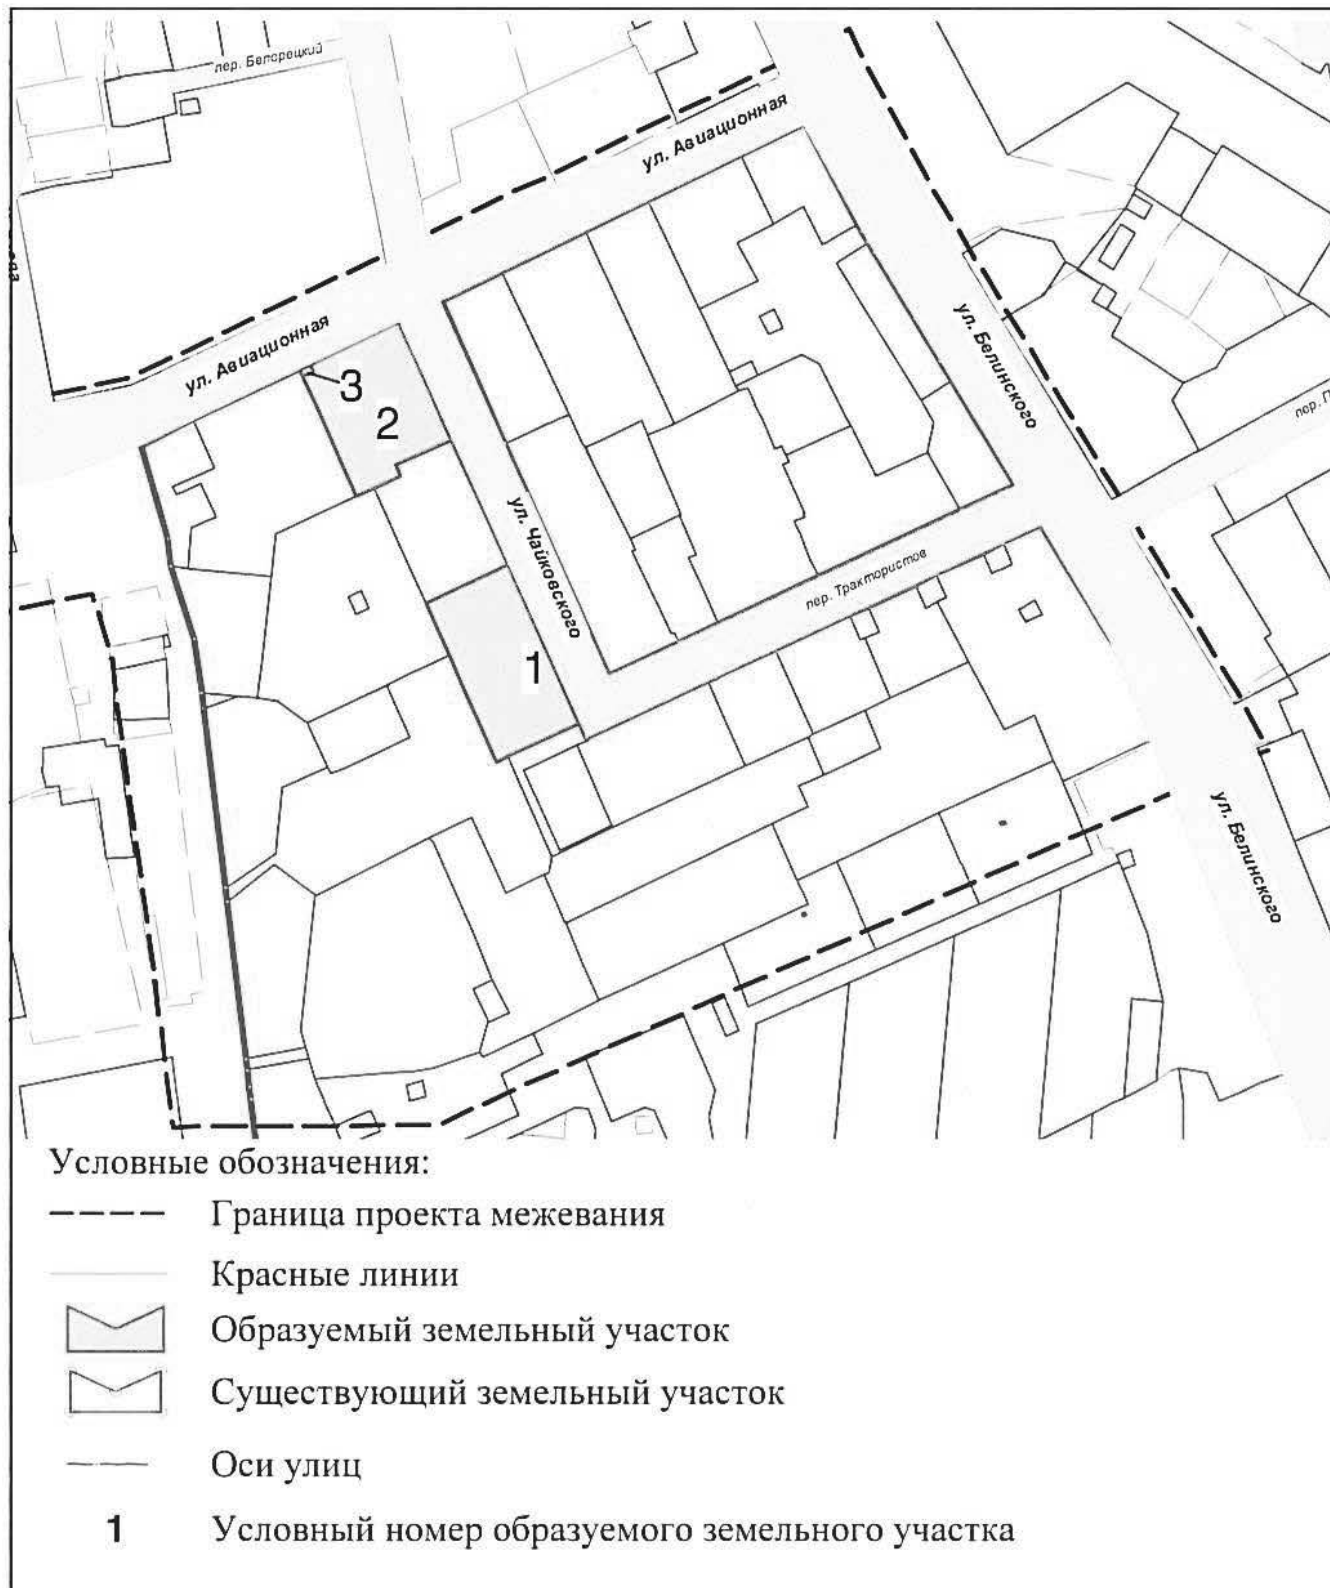 пер. Белорецкий
ул. Авиационная
ул. Авиационная
3
2
ул. Белинского
пер. П
ул. Чайковского
пер. Трактористов
1
ул. Белинского
Условные обозначения:
Граница проекта межевания
Красные линии
Образуемый земельный участок
Существующий земельный участок
Оси улиц
1 Условный номер образуемого земельного участка